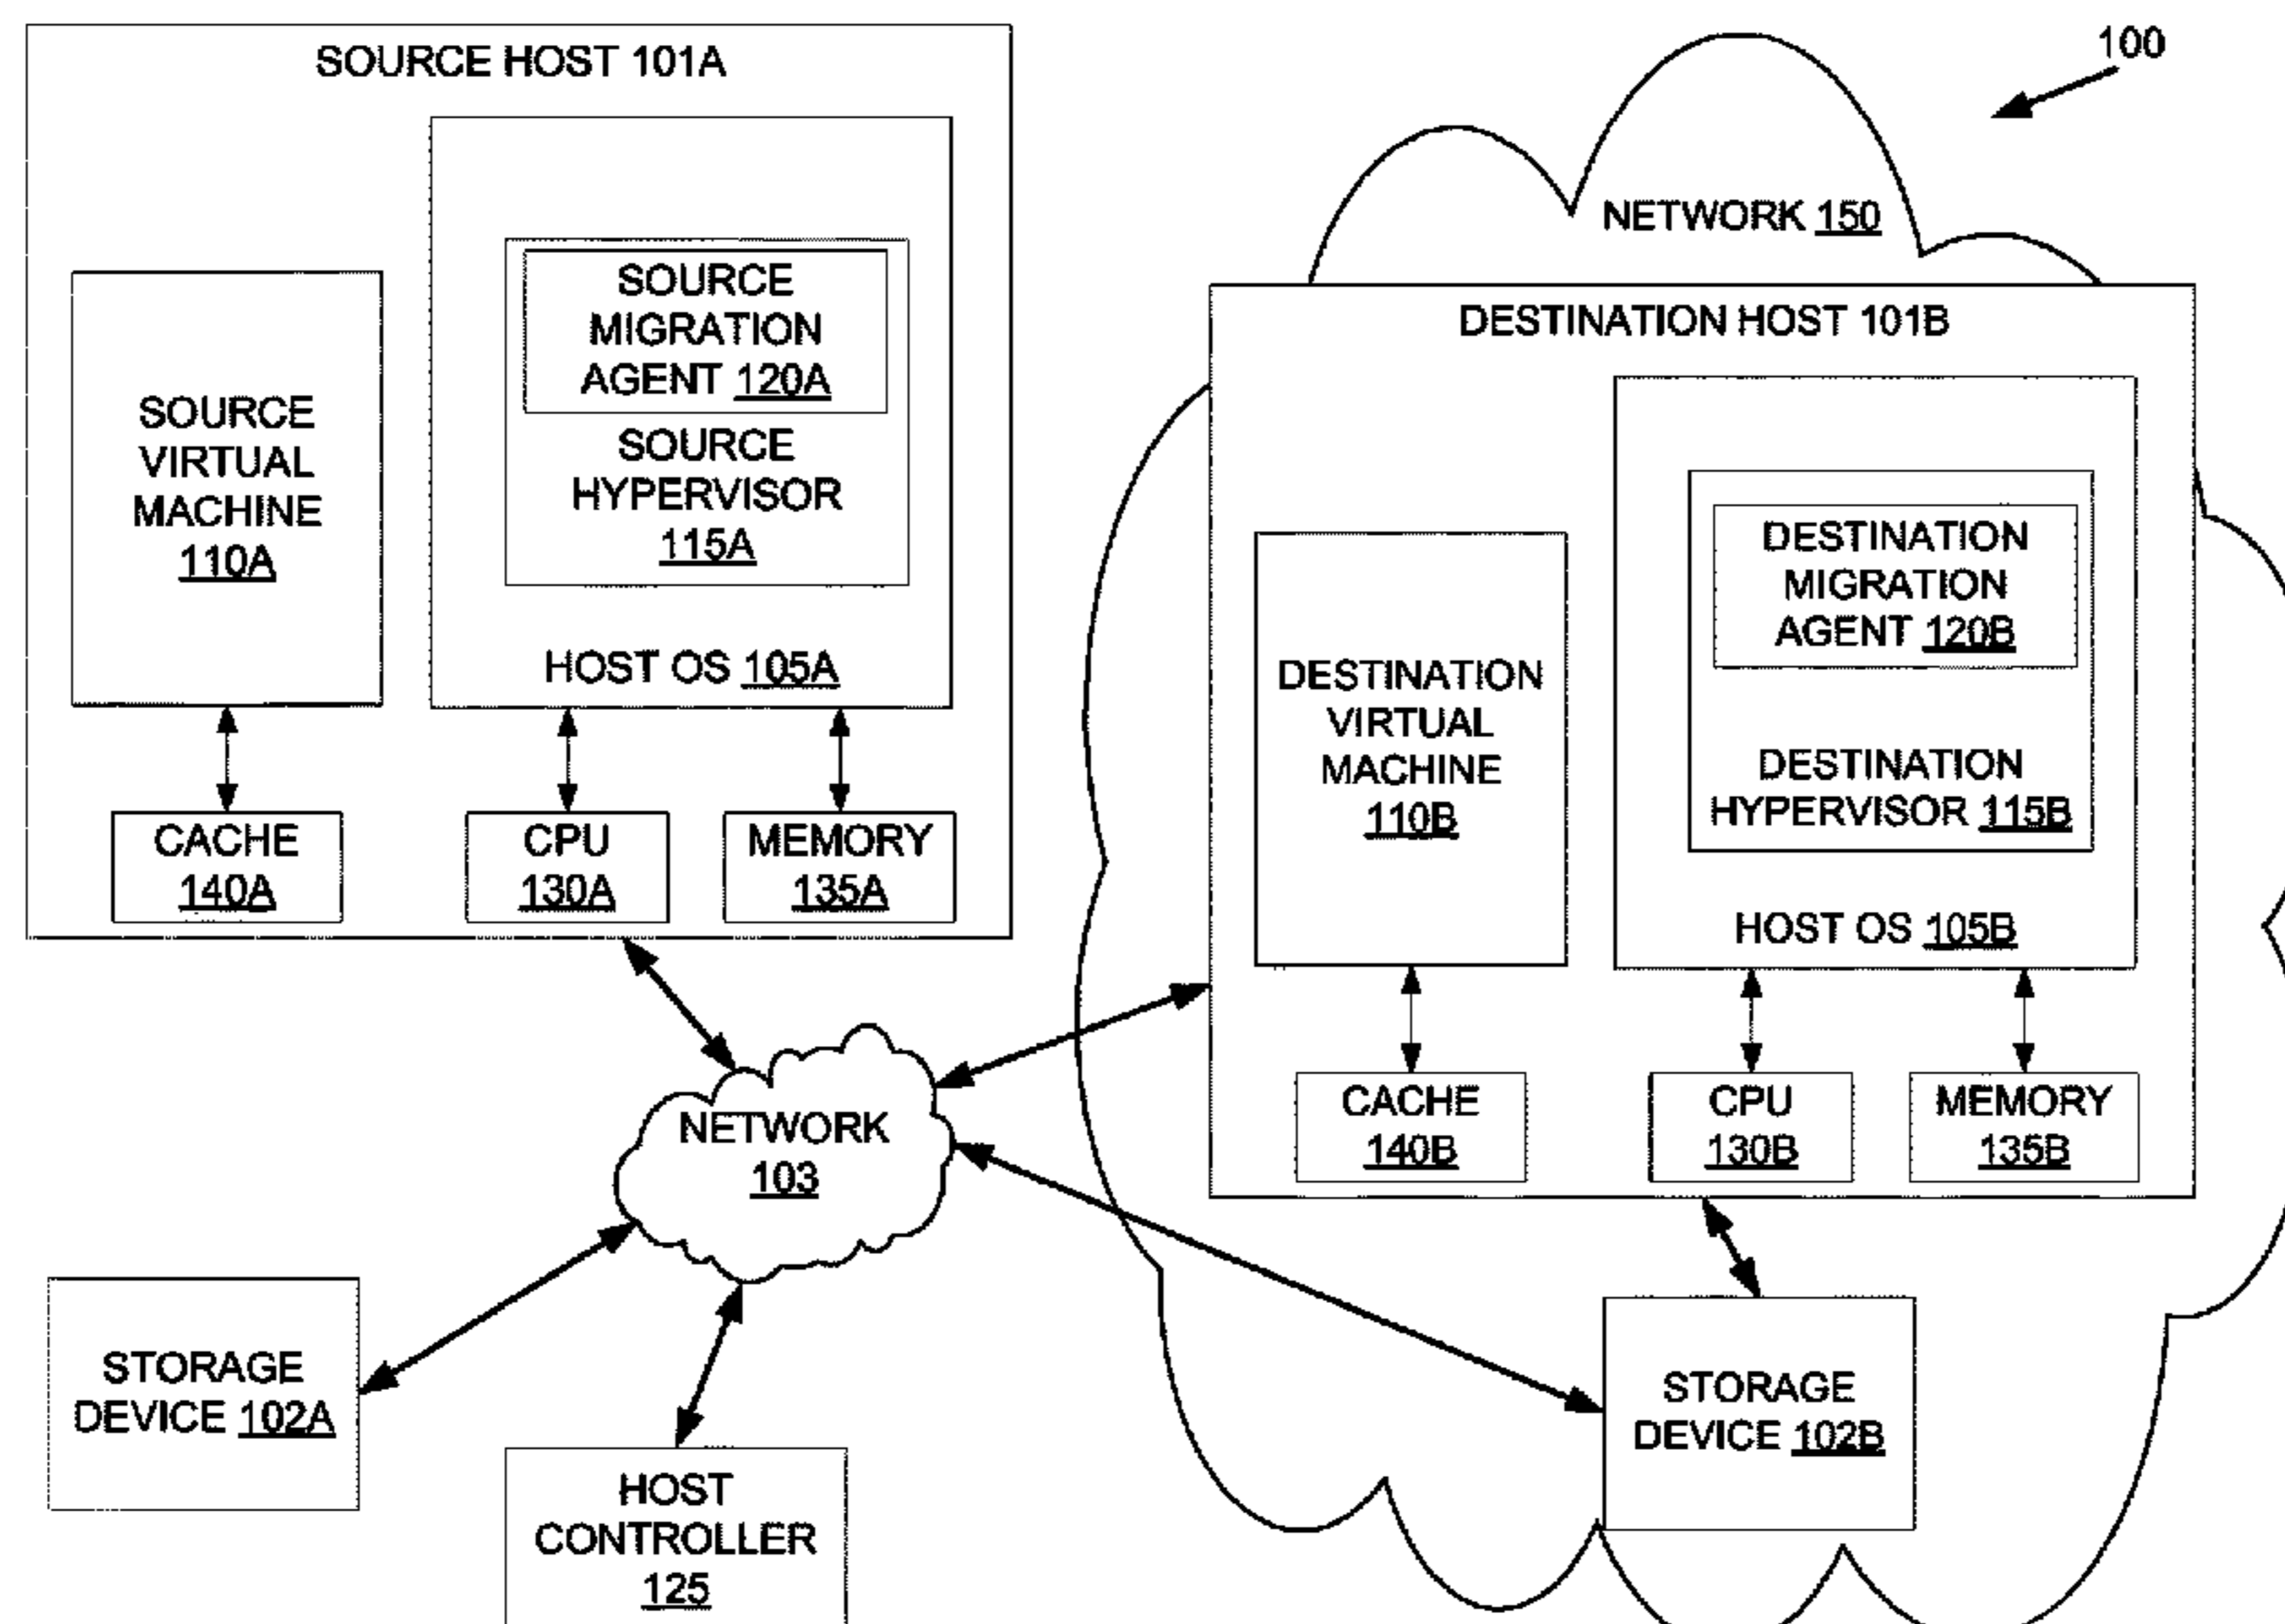 SOURCE HOST 101A
100
NETWORK 150
SOURCE
MIGRATION
AGENT 120A
SOURCE
HYPERVISOR
115A
HOST OS 105A
SOURCE
VIRTUAL
MACHINE
110A
CACHE
140A
CPU
130A
MEMORY
135A
DESTINATION HOST 101B
DESTINATION
MIGRATION
AGENT 120B
DESTINATION
HYPERVISOR 115B
HOST OS 105B
DESTINATION
VIRTUAL
MACHINE
110B
CACHE
140B
CPU
130B
MEMORY
135B
NETWORK
103
STORAGE
DEVICE 102A
HOST
CONTROLLER
125
STORAGE
DEVICE 102B